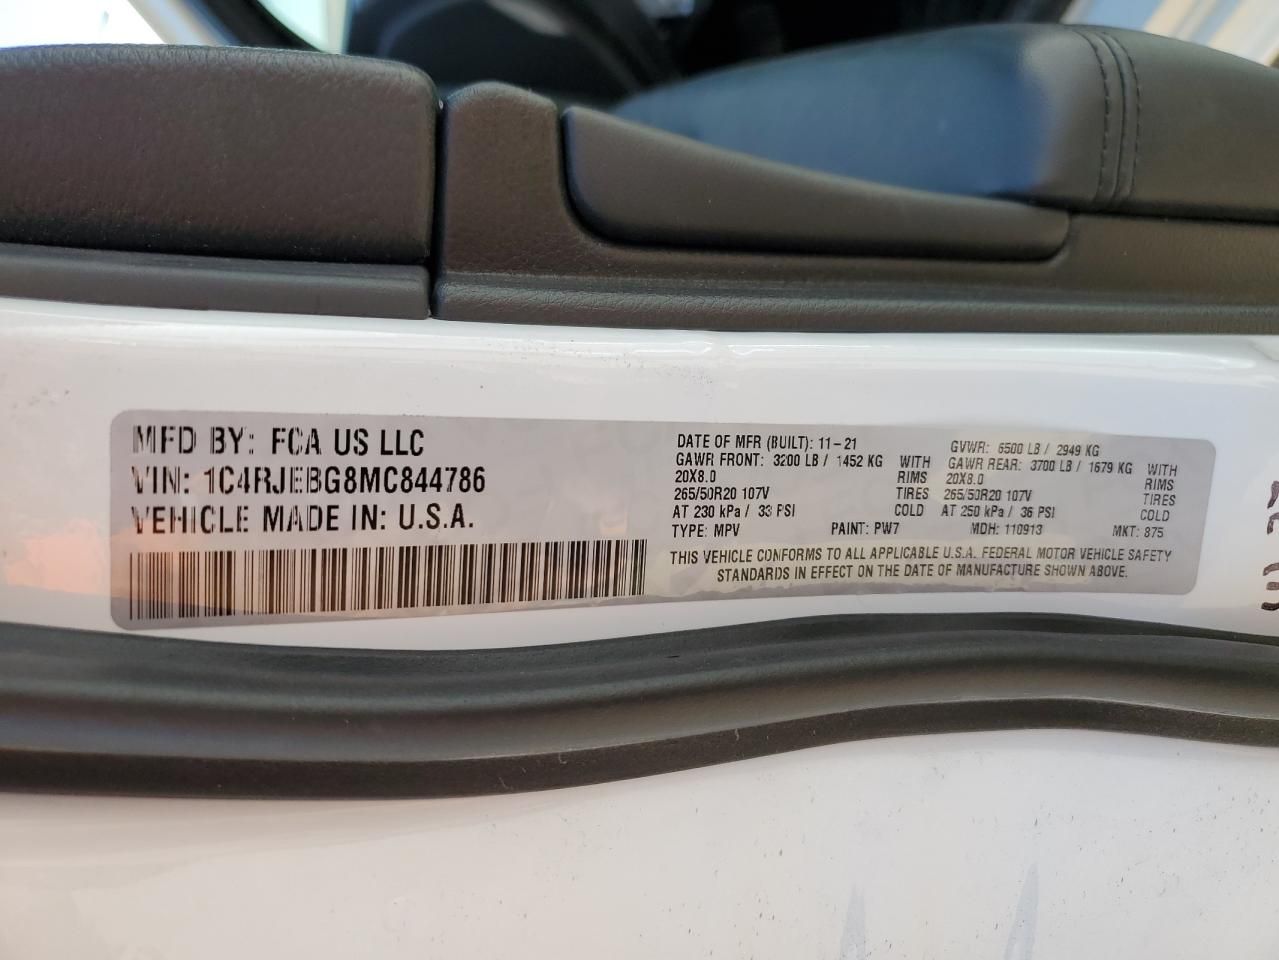 MFD BY: FCA US LLC
VIN: 1C4RJEBG8MC844786
VEHICLE MADE IN: U.S.A.
DATE OF MFR (BUILT): 11-21 GVWR: 6500 LB / 2949 KG
GAWR FRONT: 3200 LB / 1452 KG WITH GAWR REAR: 3700 LB / 1679 KG WITH
20X8.0 RIMS 20X8.0 RIMS
265/50R20 107V TIRES 265/50R20 107V TIRES
AT 230 kPa / 33 PSI COLD AT 250 kPa / 36 PSI COLD
TYPE: MPV PAINT: PW7 MDH: 110913 MKT: 875
THIS VEHICLE CONFORMS TO ALL APPLICABLE U.S.A. FEDERAL MOTOR VEHICLE SAFETY
STANDARDS IN EFFECT ON THE DATE OF MANUFACTURE SHOWN ABOVE.